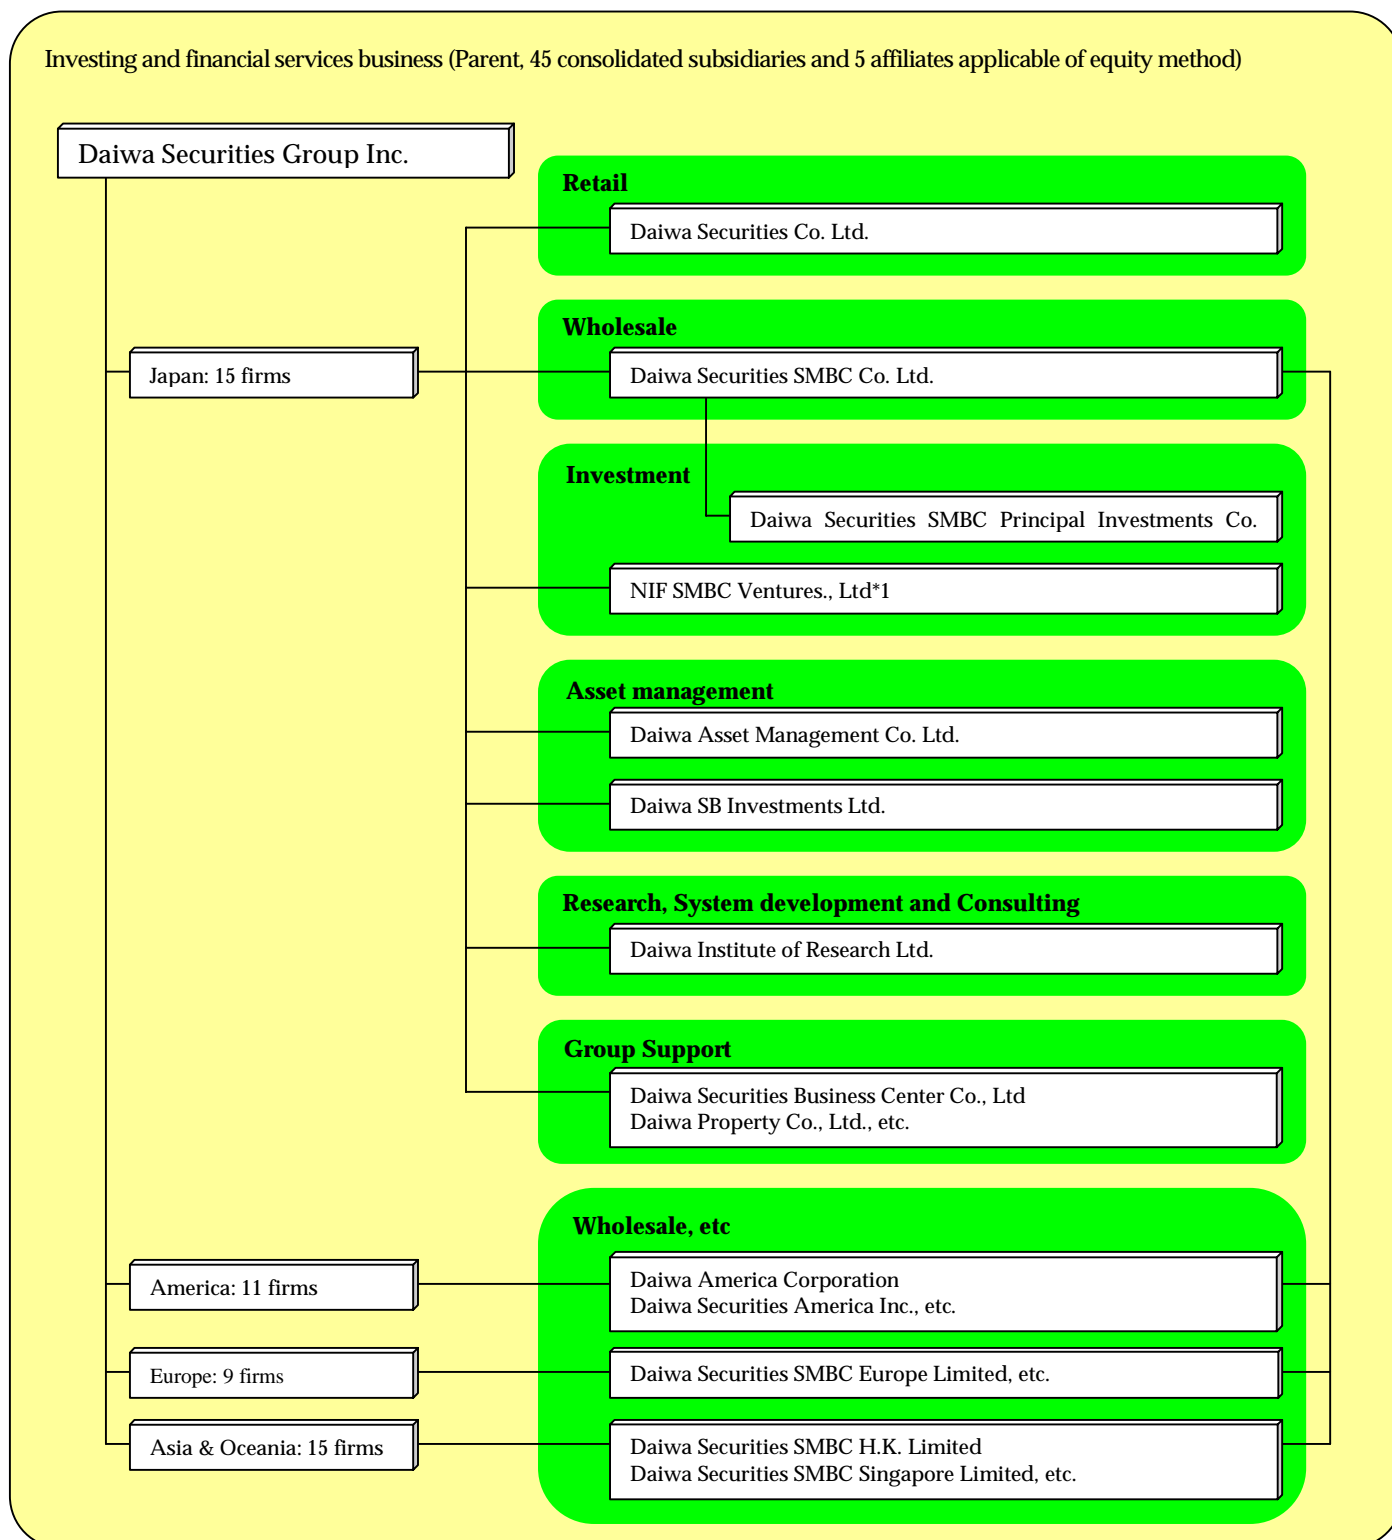 Investing and financial services business (Parent, 45 consolidated subsidiaries and 5 affiliates applicable of equity method)
Daiwa Securities Group Inc.
Retail
Daiwa Securities Co. Ltd.
Wholesale
Japan: 15 firms
Daiwa Securities SMBC Co. Ltd.
Investment
Daiwa Securities SMBC Principal Investments Co.
NIF SMBC Ventures., Ltd*1
Asset management
Daiwa Asset Management Co. Ltd.
Daiwa SB Investments Ltd.
Research, System development and Consulting
Daiwa Institute of Research Ltd.
Group Support
Daiwa Securities Business Center Co., Ltd
Daiwa Property Co., Ltd., etc.
Wholesale, etc
America: 11 firms
Daiwa America Corporation
Daiwa Securities America Inc., etc.
Europe: 9 firms
Daiwa Securities SMBC Europe Limited, etc.
Asia & Oceania: 15 firms
Daiwa Securities SMBC H.K. Limited
Daiwa Securities SMBC Singapore Limited, etc.